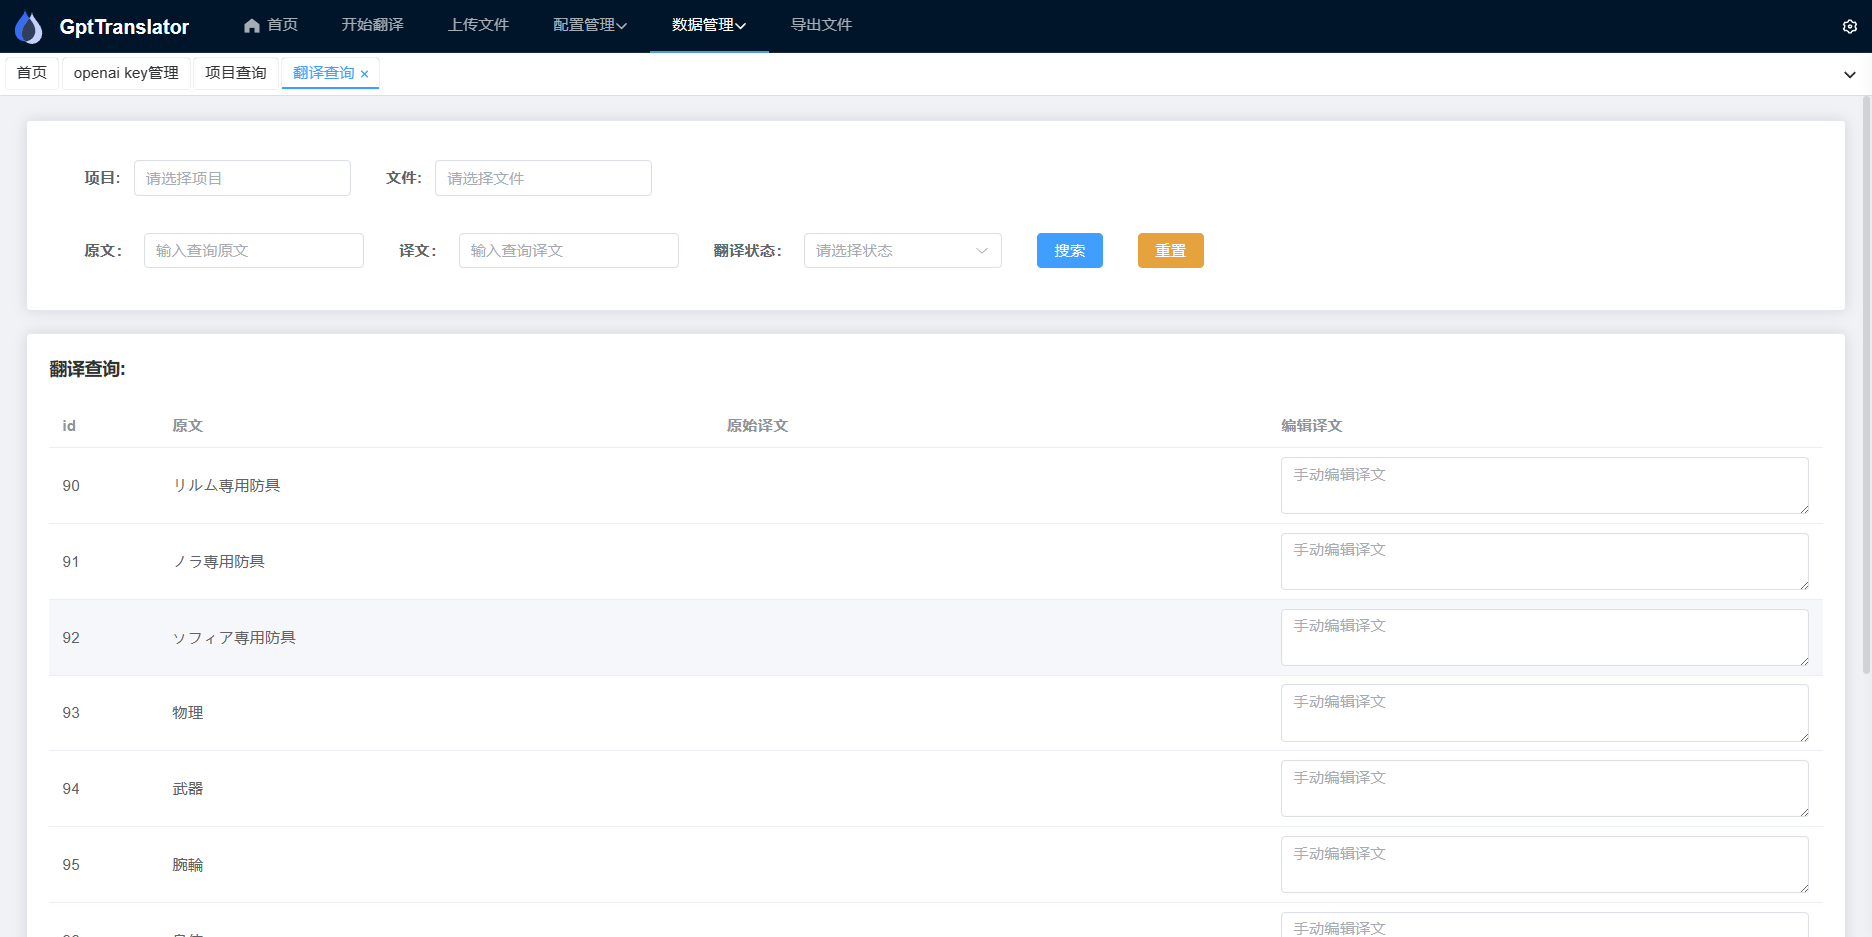 GptTranslator 首页 开始翻译 上传文件 配置管理 数据管理 导出文件
首页 openai key管理 项目查询 翻译查询 ×
项目: 请选择项目 文件: 请选择文件
原文: 输入查询原文 译文: 输入查询译文 翻译状态: 请选择状态 搜索 重置
翻译查询:
id 原文 原始译文 编辑译文
90 リルム専用防具 手动编辑译文
91 ノラ専用防具 手动编辑译文
92 ソフィア専用防具 手动编辑译文
93 物理 手动编辑译文
94 武器 手动编辑译文
95 腕輪 手动编辑译文
手动编辑译文